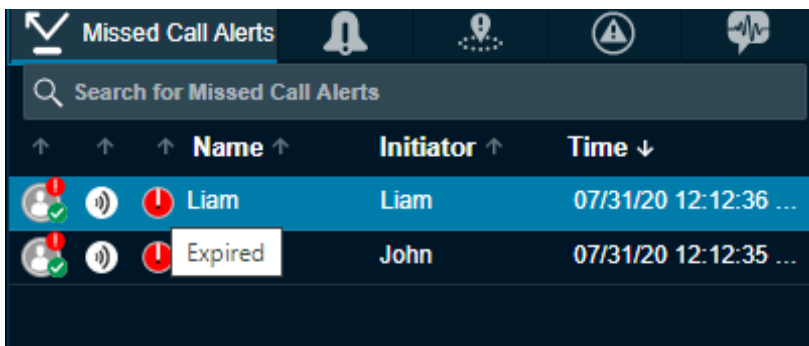 Missed Call Alerts
Search for Missed Call Alerts
Name Initiator Time
Liam Liam 07/31/20 12:12:36 ...
Expired John 07/31/20 12:12:35 ...